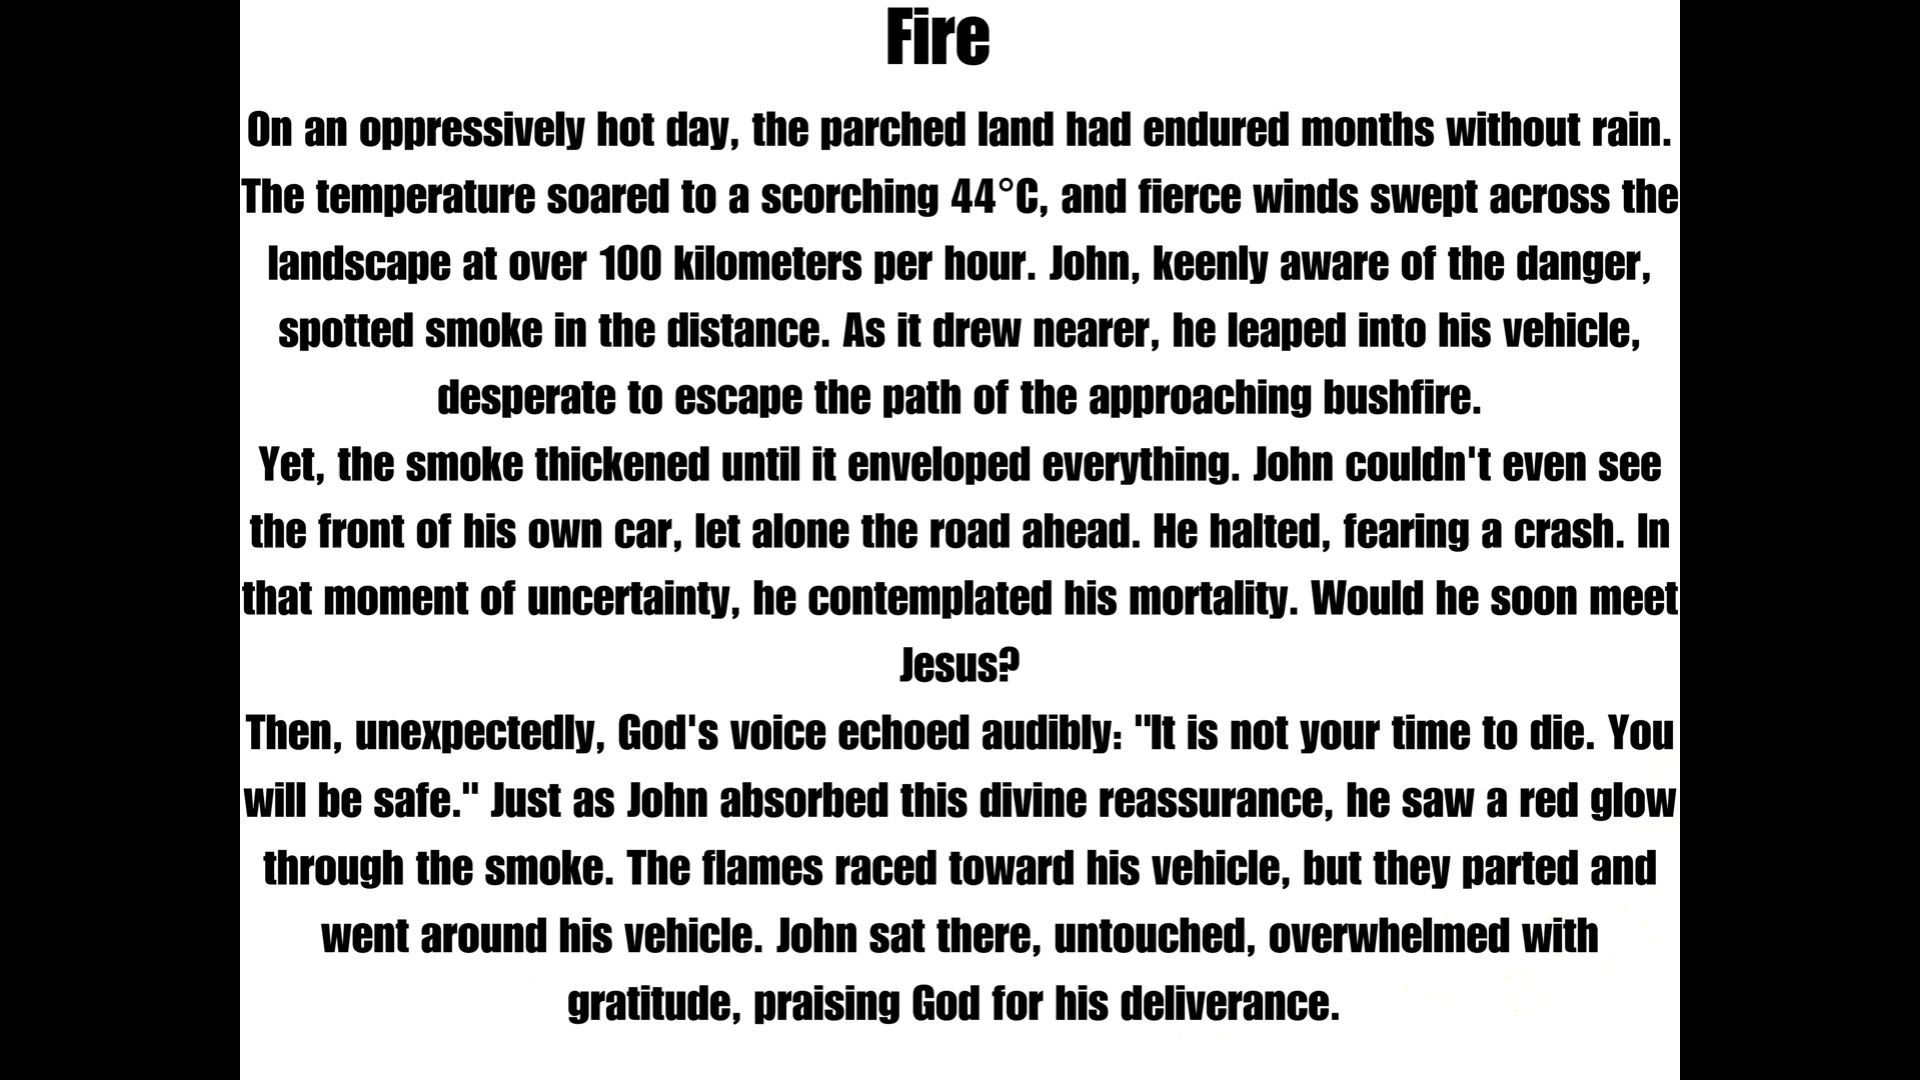 Fire
On an oppressively hot day, the parched land had endured months without rain.
The temperature soared to a scorching 44°C, and fierce winds swept across the
landscape at over 100 kilometers per hour. John, keenly aware of the danger,
spotted smoke in the distance. As it drew nearer, he leaped into his vehicle,
desperate to escape the path of the approaching bushfire.
Yet, the smoke thickened until it enveloped everything. John couldn't even see
the front of his own car, let alone the road ahead. He halted, fearing a crash. In
that moment of uncertainty, he contemplated his mortality. Would he soon meet
Jesus?
Then, unexpectedly, God's voice echoed audibly: "It is not your time to die. You
will be safe." Just as John absorbed this divine reassurance, he saw a red glow
through the smoke. The flames raced toward his vehicle, but they parted and
went around his vehicle. John sat there, untouched, overwhelmed with
gratitude, praising God for his deliverance.